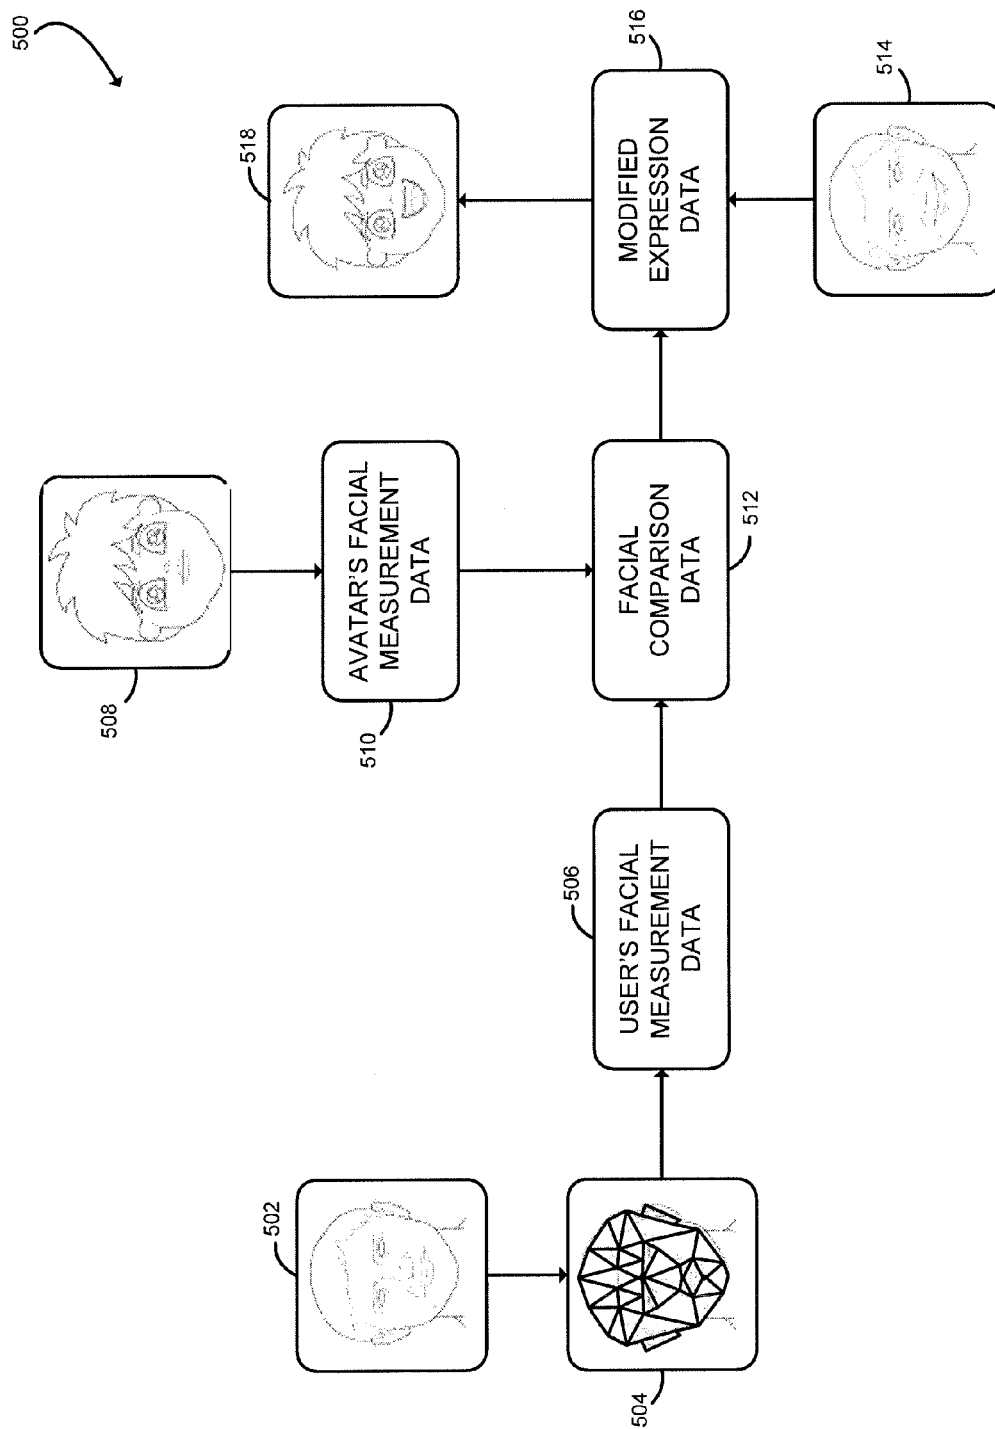 500
502
504
USER'S FACIAL
MEASUREMENT
DATA
506
508
AVATAR'S FACIAL
MEASUREMENT
DATA
510
FACIAL
COMPARISON
DATA
512
514
MODIFIED
EXPRESSION
DATA
516
518